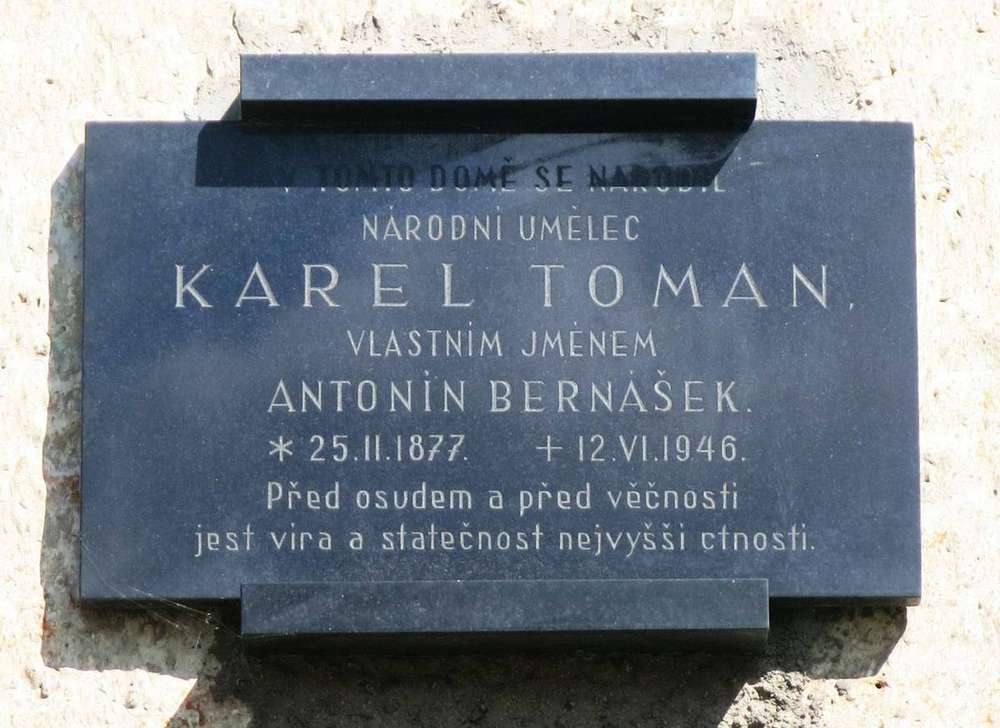 V TOMTO DOMĚ SE NARODIL
NÁRODNÍ UMĚLEC
KAREL TOMAN,
VLASTNÍM JMÉNEM
ANTONÍN BERNÁŠEK.
* 25.II.1877. + 12.VI.1946.
Před osudem a před věčností
jest víra a statečnost nejvyšší ctností.